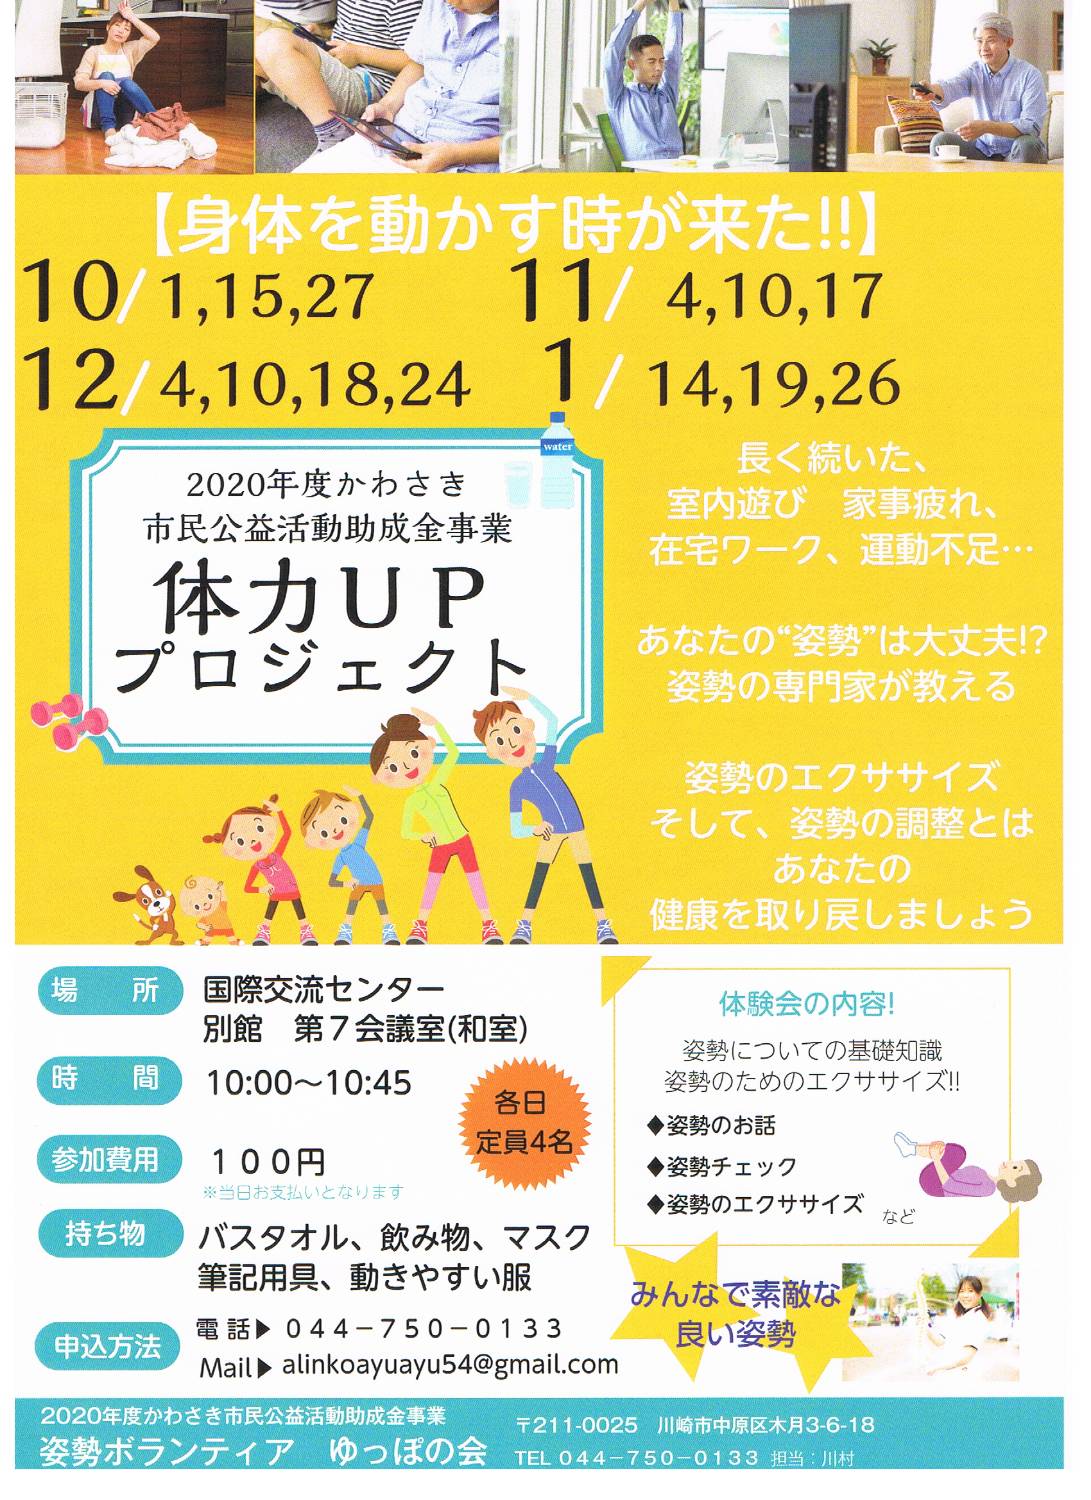 【身体を動かす時が来た!!】
10/1,15,27
11/ 4,10,17
12/4,10,18,24
1/ 14,19,26
water
2020年度かわさき
市民公益活動助成金事業
体力UP
プロジェクト
長く続いた、
室内遊び　家事疲れ、
在宅ワーク、運動不足…
あなたの“姿勢”は大丈夫!?
姿勢の専門家が教える
姿勢のエクササイズ
そして、姿勢の調整とは
あなたの
健康を取り戻しましょう
場　所
国際交流センター
別館　第７会議室(和室)
時　間
10:00～10:45
各日
定員4名
参加費用
１００円
※当日お支払いとなります
持ち物
バスタオル、飲み物、マスク
筆記用具、動きやすい服
申込方法
電話▶ ０４４－７５０－０１３３
Mail▶ alinkoayuayu54@gmail.com
体験会の内容!
姿勢についての基礎知識
姿勢のためのエクササイズ!!
◆姿勢のお話
◆姿勢チェック
◆姿勢のエクササイズ　など
みんなで素敵な
良い姿勢
2020年度かわさき市民公益活動助成金事業
姿勢ボランティア　ゆっぽの会
〒211-0025　川崎市中原区木月3-6-18
TEL ０４４－７５０－０１３３ 担当：川村